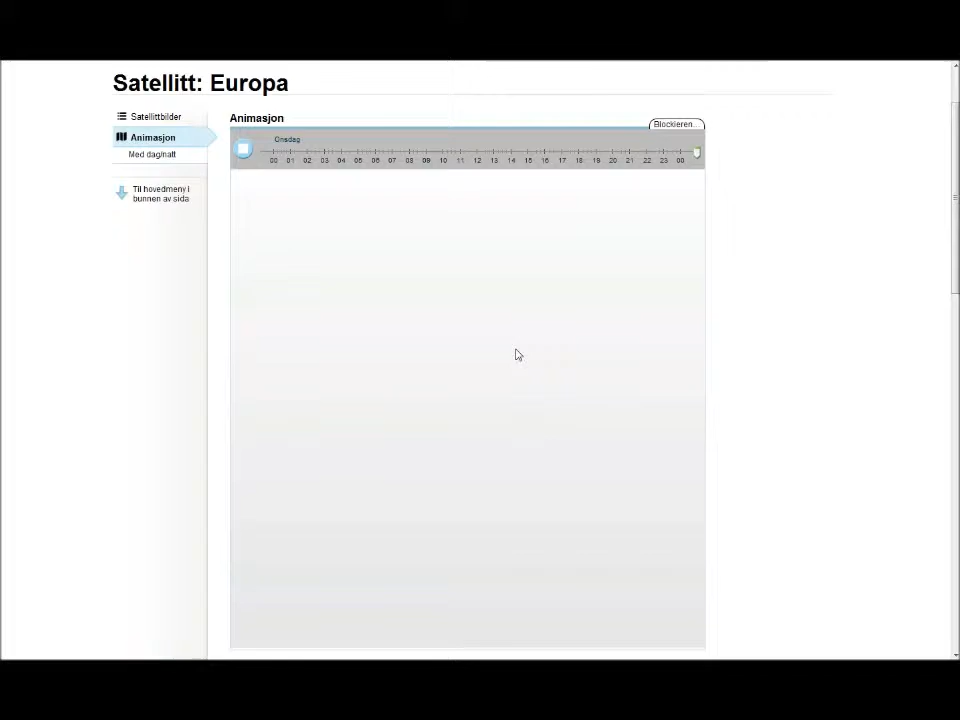 Satellitt: Europa
Satellittbilder
Animasjon
Med dag/natt
Til hovedmeny i
bunnen av sida
Animasjon
Blockieren...
Onsdag
00 01 02 03 04 05 06 07 08 09 10 11 12 13 14 15 16 17 18 19 20 21 22 23 00